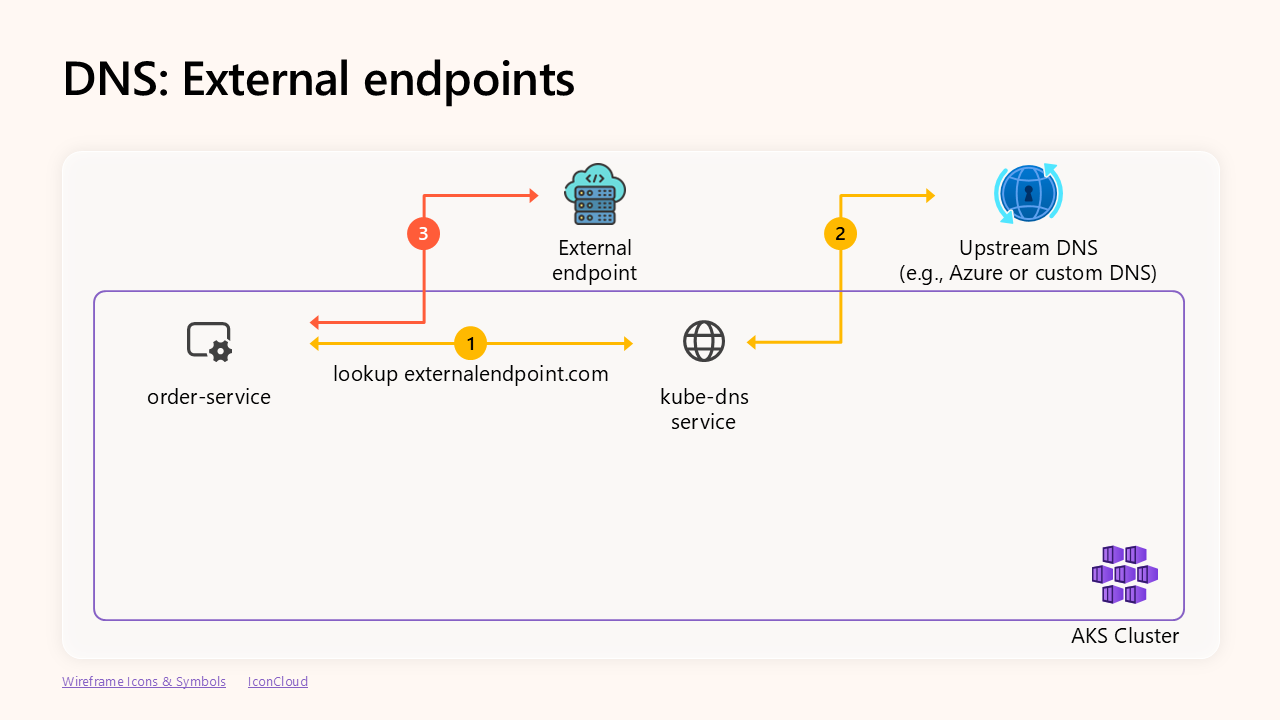 DNS: External endpoints
3
External
endpoint
2
Upstream DNS
(e.g., Azure or custom DNS)
1
lookup externalendpoint.com
order-service
kube-dns
service
AKS Cluster
Wireframe Icons & Symbols
IconCloud